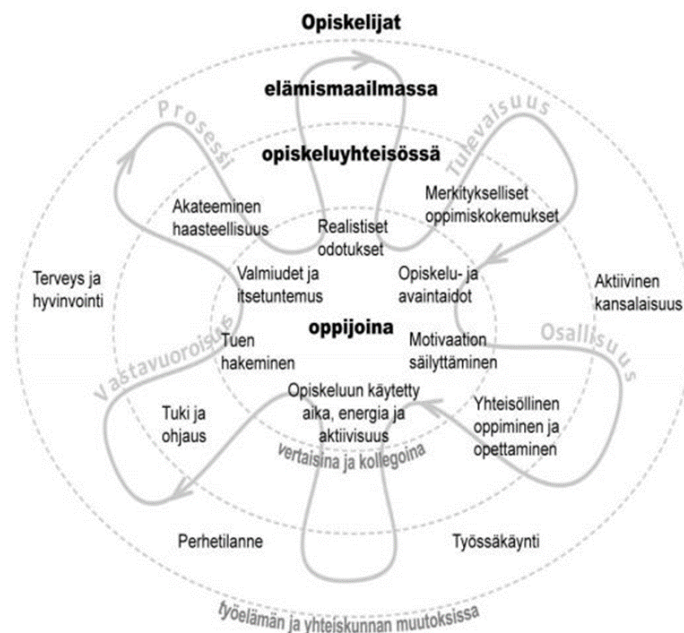 Opiskelijat
elämismaailmassa
Prosessi
Tulevaisuus
opiskeluyhteisössä
Akateeminen
haasteellisuus
Merkitykselliset
oppimiskokemukset
Realistiset
odotukset
Terveys ja
hyvinvointi
Valmiudet ja
itsetuntemus
Opiskelu- ja
avaintaidot
Aktiivinen
kansalaisuus
oppijoina
Vastavuoroisuus
Osallisuus
Tuen
hakeminen
Motivaation
säilyttäminen
Opiskeluun käytetty
aika, energia ja
aktiivisuus
Tuki ja
ohjaus
Yhteisöllinen
oppiminen ja
opettaminen
vertaisina ja kollegoina
Perhetilanne
Työssäkäynti
työelämän ja yhteiskunnan muutoksissa